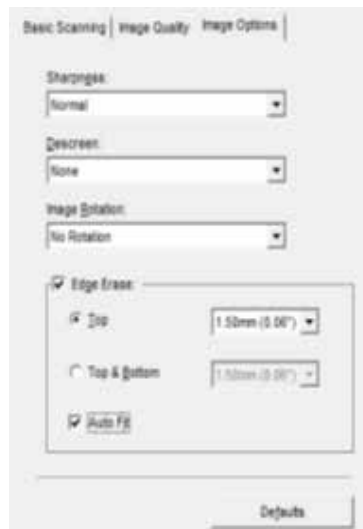 Basic Scanning Image Quality Image Options
Sharpness:
Normal
Descreen:
None
Image Rotation:
No Rotation
Edge Erase:
Top 1.50mm (0.06")
Top & Bottom 1.50mm (0.06")
Auto Fit
Defaults